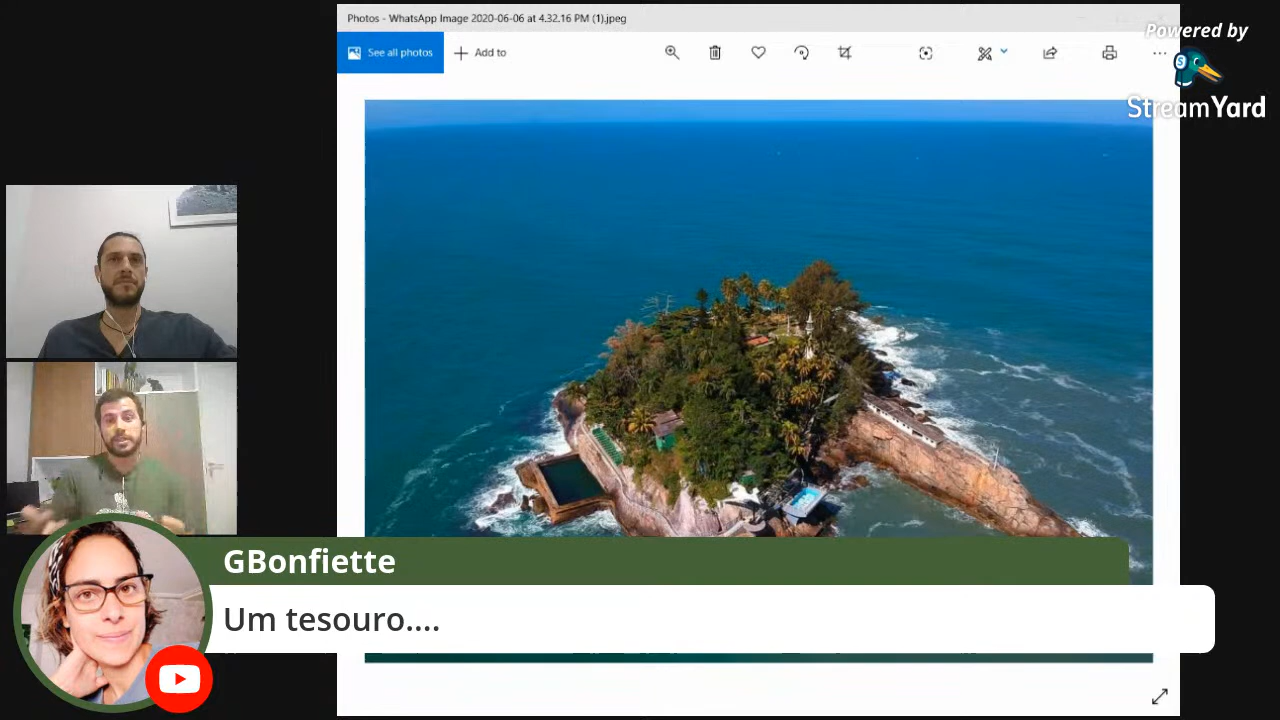 Photos - WhatsApp Image 2020-06-06 at 4.32.16 PM (1).jpeg
See all photos
Add to
Powered by
StreamYard
GBonfiette
Um tesouro....